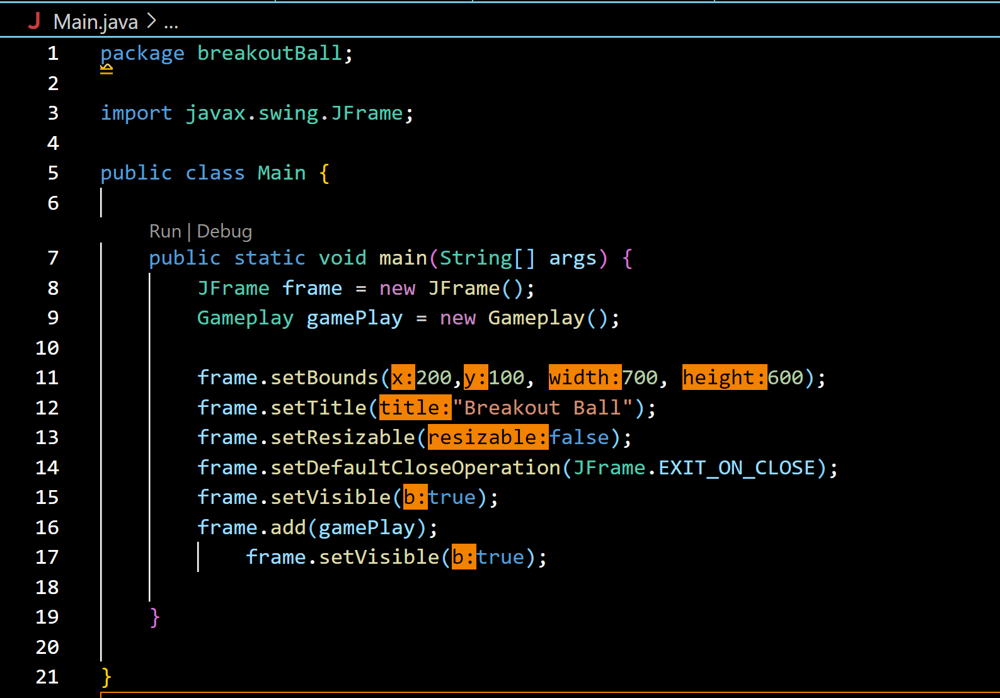 J Main.java > ...
1 package breakoutBall;
2
3 import javax.swing.JFrame;
4
5 public class Main {
6
Run | Debug
7 public static void main(String[] args) {
8 JFrame frame = new JFrame();
9 Gameplay gamePlay = new Gameplay();
10
11 frame.setBounds(x:200,y:100, width:700, height:600);
12 frame.setTitle(title:"Breakout Ball");
13 frame.setResizable(resizable:false);
14 frame.setDefaultCloseOperation(JFrame.EXIT_ON_CLOSE);
15 frame.setVisible(b:true);
16 frame.add(gamePlay);
17 frame.setVisible(b:true);
18
19 }
20
21 }